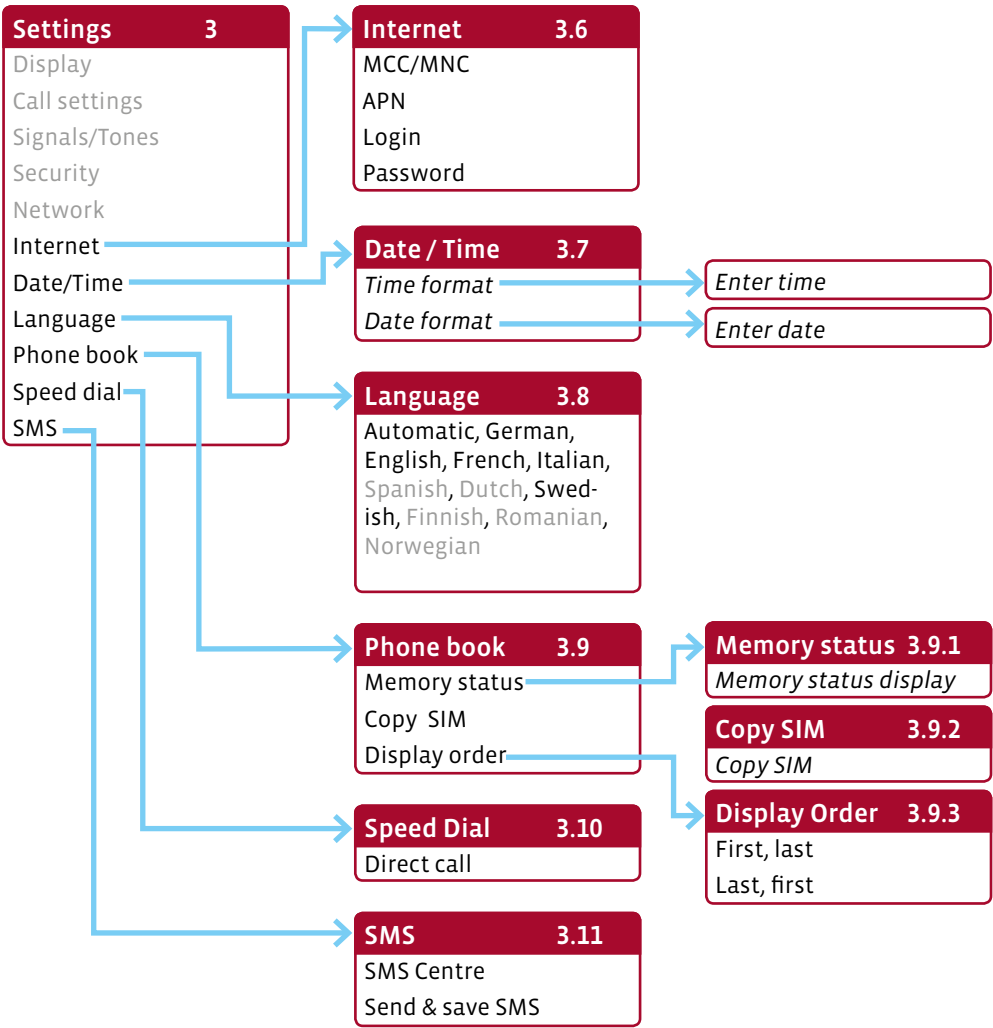 Settings 3
Display
Call settings
Signals/Tones
Security
Network
Internet
Date/Time
Language
Phone book
Speed dial
SMS
Internet 3.6
MCC/MNC
APN
Login
Password
Date / Time 3.7
Time format
Date format
Enter time
Enter date
Language 3.8
Automatic, German,
English, French, Italian,
Spanish, Dutch, Swed-
ish, Finnish, Romanian,
Norwegian
Phone book 3.9
Memory status
Copy SIM
Display order
Memory status 3.9.1
Memory status display
Copy SIM 3.9.2
Copy SIM
Display Order 3.9.3
First, last
Last, first
Speed Dial 3.10
Direct call
SMS 3.11
SMS Centre
Send & save SMS